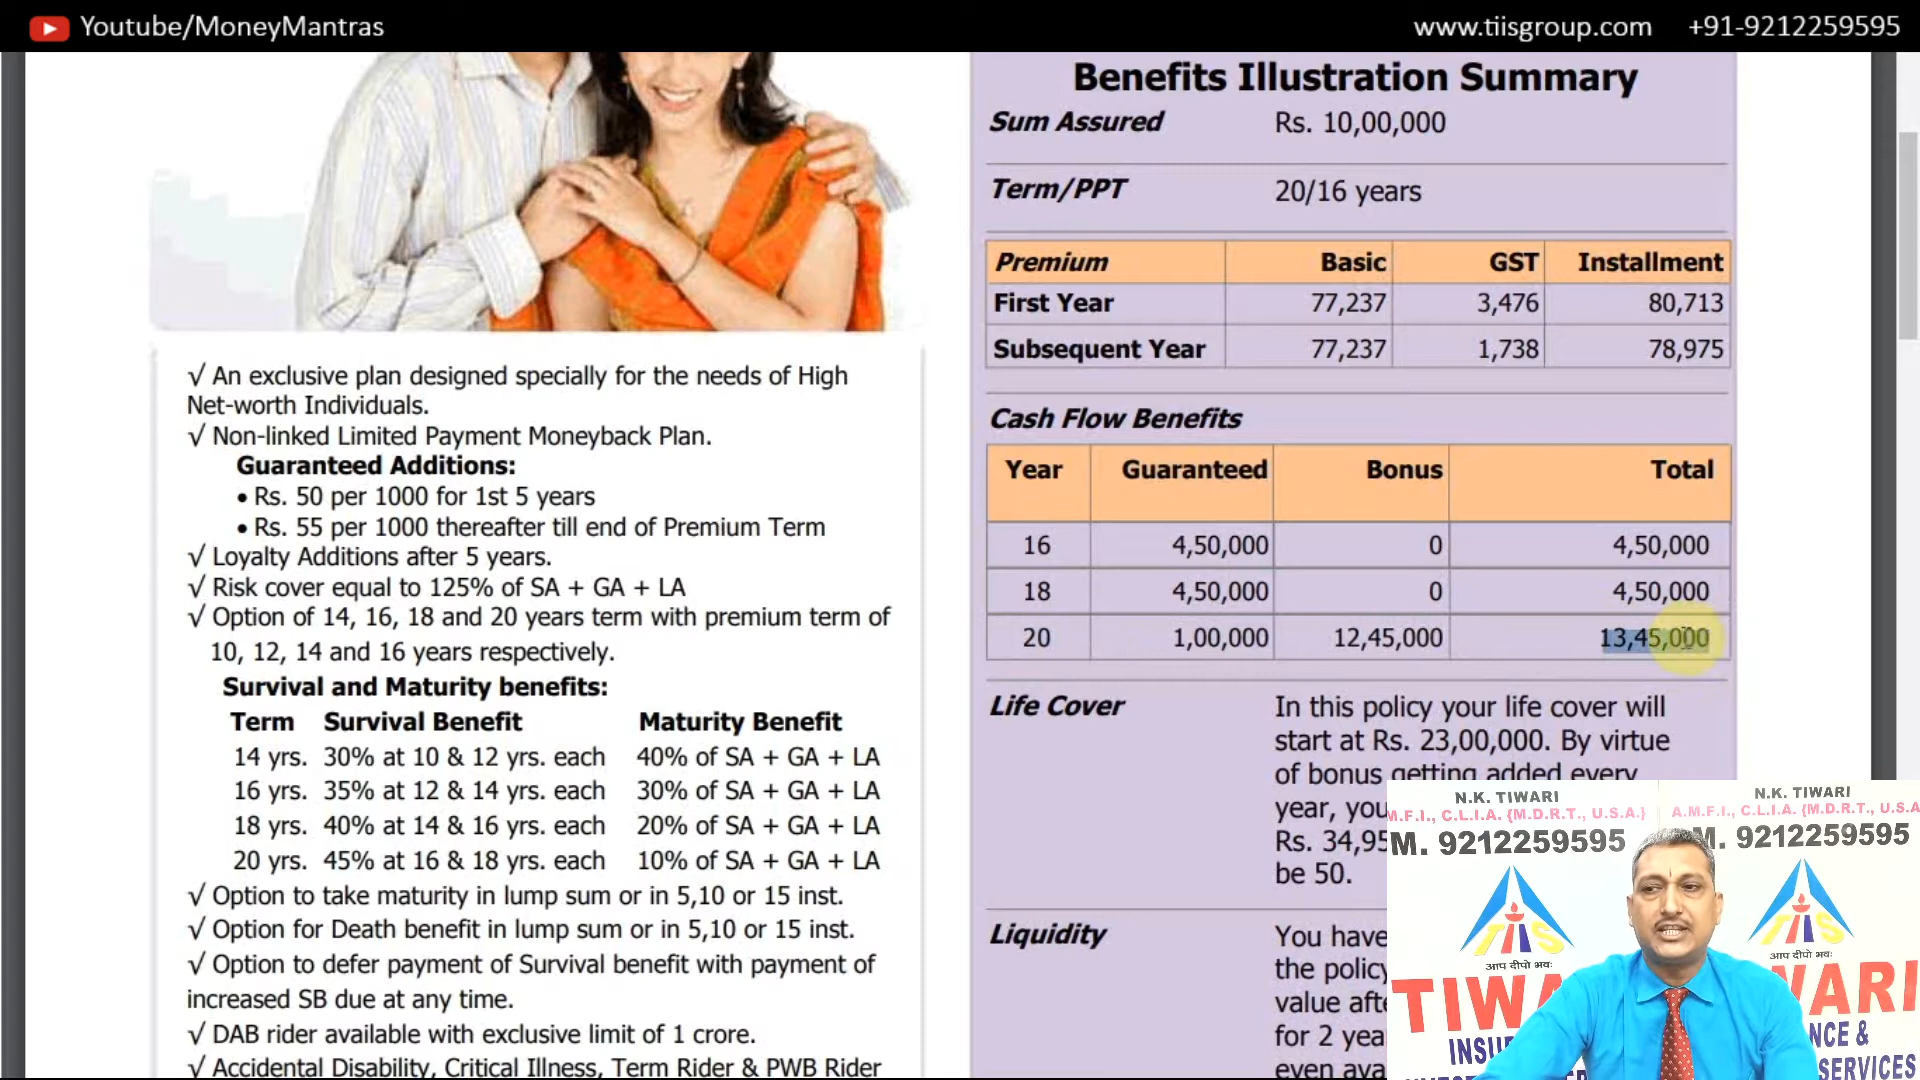 Youtube/MoneyMantras
www.tiisgroup.com +91-9212259595
√ An exclusive plan designed specially for the needs of High
Net-worth Individuals.
√ Non-linked Limited Payment Moneyback Plan.
Guaranteed Additions:
• Rs. 50 per 1000 for 1st 5 years
• Rs. 55 per 1000 thereafter till end of Premium Term
√ Loyalty Additions after 5 years.
√ Risk cover equal to 125% of SA + GA + LA
√ Option of 14, 16, 18 and 20 years term with premium term of
10, 12, 14 and 16 years respectively.
Survival and Maturity benefits:
Term Survival Benefit Maturity Benefit
14 yrs. 30% at 10 & 12 yrs. each 40% of SA + GA + LA
16 yrs. 35% at 12 & 14 yrs. each 30% of SA + GA + LA
18 yrs. 40% at 14 & 16 yrs. each 20% of SA + GA + LA
20 yrs. 45% at 16 & 18 yrs. each 10% of SA + GA + LA
√ Option to take maturity in lump sum or in 5,10 or 15 inst.
√ Option for Death benefit in lump sum or in 5,10 or 15 inst.
√ Option to defer payment of Survival benefit with payment of
increased SB due at any time.
√ DAB rider available with exclusive limit of 1 crore.
√ Accidental Disability, Critical Illness, Term Rider & PWB Rider
Benefits Illustration Summary
Sum Assured Rs. 10,00,000
Term/PPT 20/16 years
Premium Basic GST Installment
First Year 77,237 3,476 80,713
Subsequent Year 77,237 1,738 78,975
Cash Flow Benefits
Year Guaranteed Bonus Total
16 4,50,000 0 4,50,000
18 4,50,000 0 4,50,000
20 1,00,000 12,45,000 13,45,000
Life Cover In this policy your life cover will
start at Rs. 23,00,000. By virtue
of bonus getting added every
year, you
Rs. 34,95
be 50.
Liquidity You have
the policy
value afte
for 2 yea
even ava
N.K. TIWARI
M.F.I., C.L.I.A. {M.D.R.T., U.S.A.}
M. 9212259595
TiiS
आप दीपो भवः
TIWA
INSU
N.K. TIWARI
A.M.F.I., C.L.I.A. {M.D.R.T., U.S.A
M. 9212259595
TiiS
आप दीपो भवः
WARI
NCE &
SERVICES